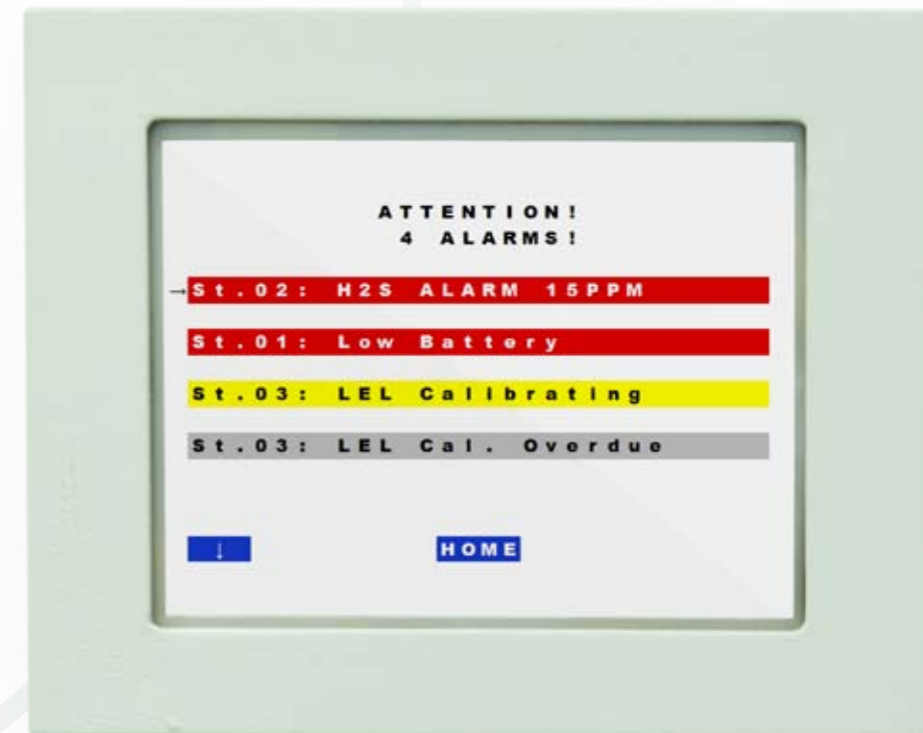 ATTENTION!
4 ALARMS!
→St.02: H2S ALARM 15PPM
St.01: Low Battery
St.03: LEL Calibrating
St.03: LEL Cal. Overdue
↓ HOME